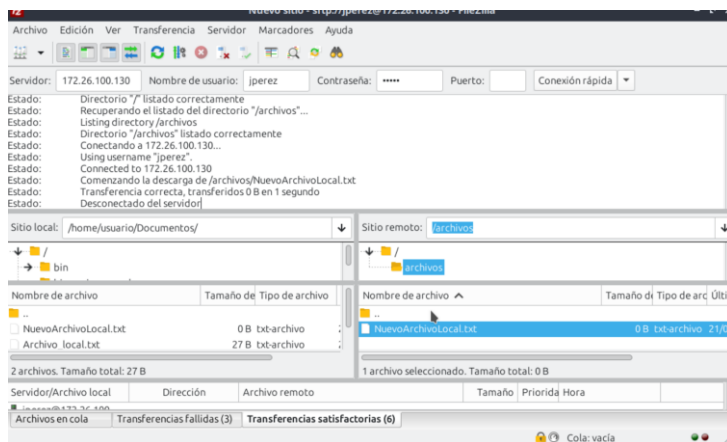 Nuevo sitio - sftp://jperez@172.26.100.130 - FileZilla
Archivo Edición Ver Transferencia Servidor Marcadores Ayuda
Servidor: 172.26.100.130 Nombre de usuario: jperez Contraseña: ••••• Puerto: Conexión rápida
Estado: Directorio "/" listado correctamente
Estado: Recuperando el listado del directorio "/archivos"...
Estado: Listing directory /archivos
Estado: Directorio "/archivos" listado correctamente
Estado: Conectando a 172.26.100.130...
Estado: Using username "jperez".
Estado: Connected to 172.26.100.130
Estado: Comenzando la descarga de /archivos/NuevoArchivoLocal.txt
Estado: Transferencia correcta, transferidos 0 B en 1 segundo
Estado: Desconectado del servidor
Sitio local: /home/usuario/Documentos/
Sitio remoto: /archivos
/
bin
/
archivos
Nombre de archivo Tamaño de Tipo de archivo
..
NuevoArchivoLocal.txt 0 B txt-archivo
Archivo_local.txt 27 B txt-archivo
2 archivos. Tamaño total: 27 B
Nombre de archivo Tamaño de Tipo de arc Últi
..
NuevoArchivoLocal.txt 0 B txt-archivo 21/0
1 archivo seleccionado. Tamaño total: 0 B
Servidor/Archivo local Dirección Archivo remoto Tamaño Priorida Hora
jperez@172.26.100
Archivos en cola Transferencias fallidas (3) Transferencias satisfactorias (6)
Cola: vacía